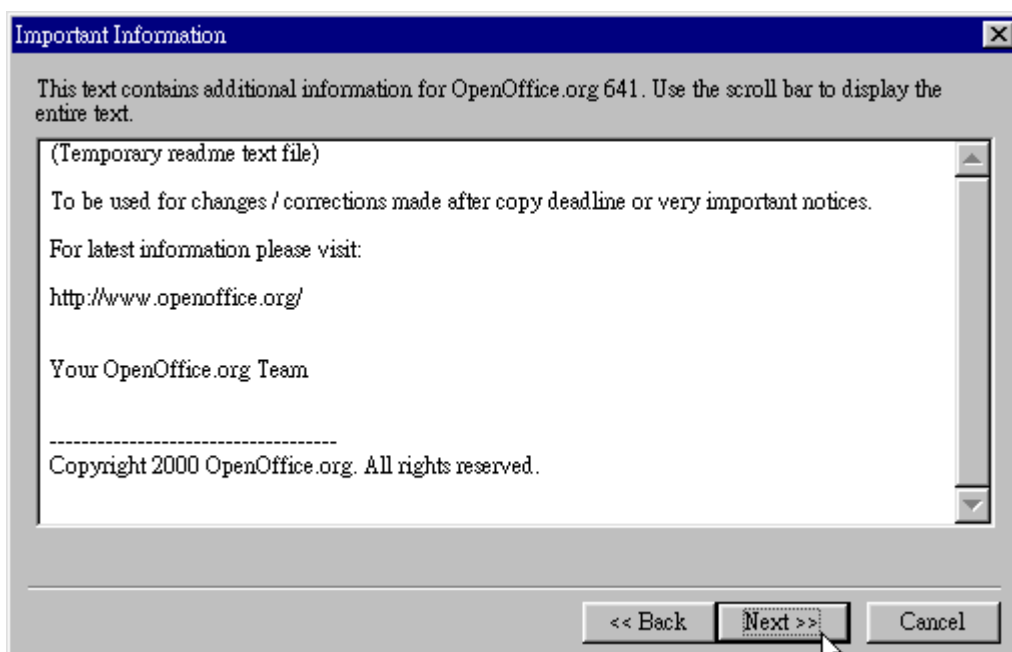 Important Information
This text contains additional information for OpenOffice.org 641. Use the scroll bar to display the
entire text.
(Temporary readme text file)
To be used for changes / corrections made after copy deadline or very important notices.
For latest information please visit:
http://www.openoffice.org/
Your OpenOffice.org Team
------------------------------------
Copyright 2000 OpenOffice.org. All rights reserved.
<< Back Next >> Cancel